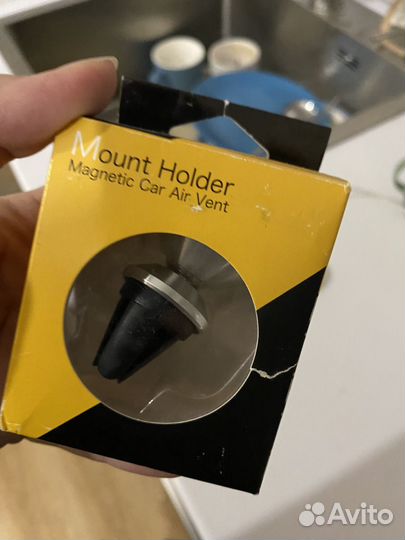 Mount Holder
Magnetic Car Air Vent
Avito